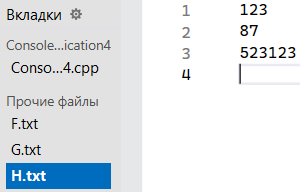 Вкладки
Console...ication4
Conso...4.cpp
Прочие файлы
F.txt
G.txt
H.txt
1 123
2 87
3 523123
4